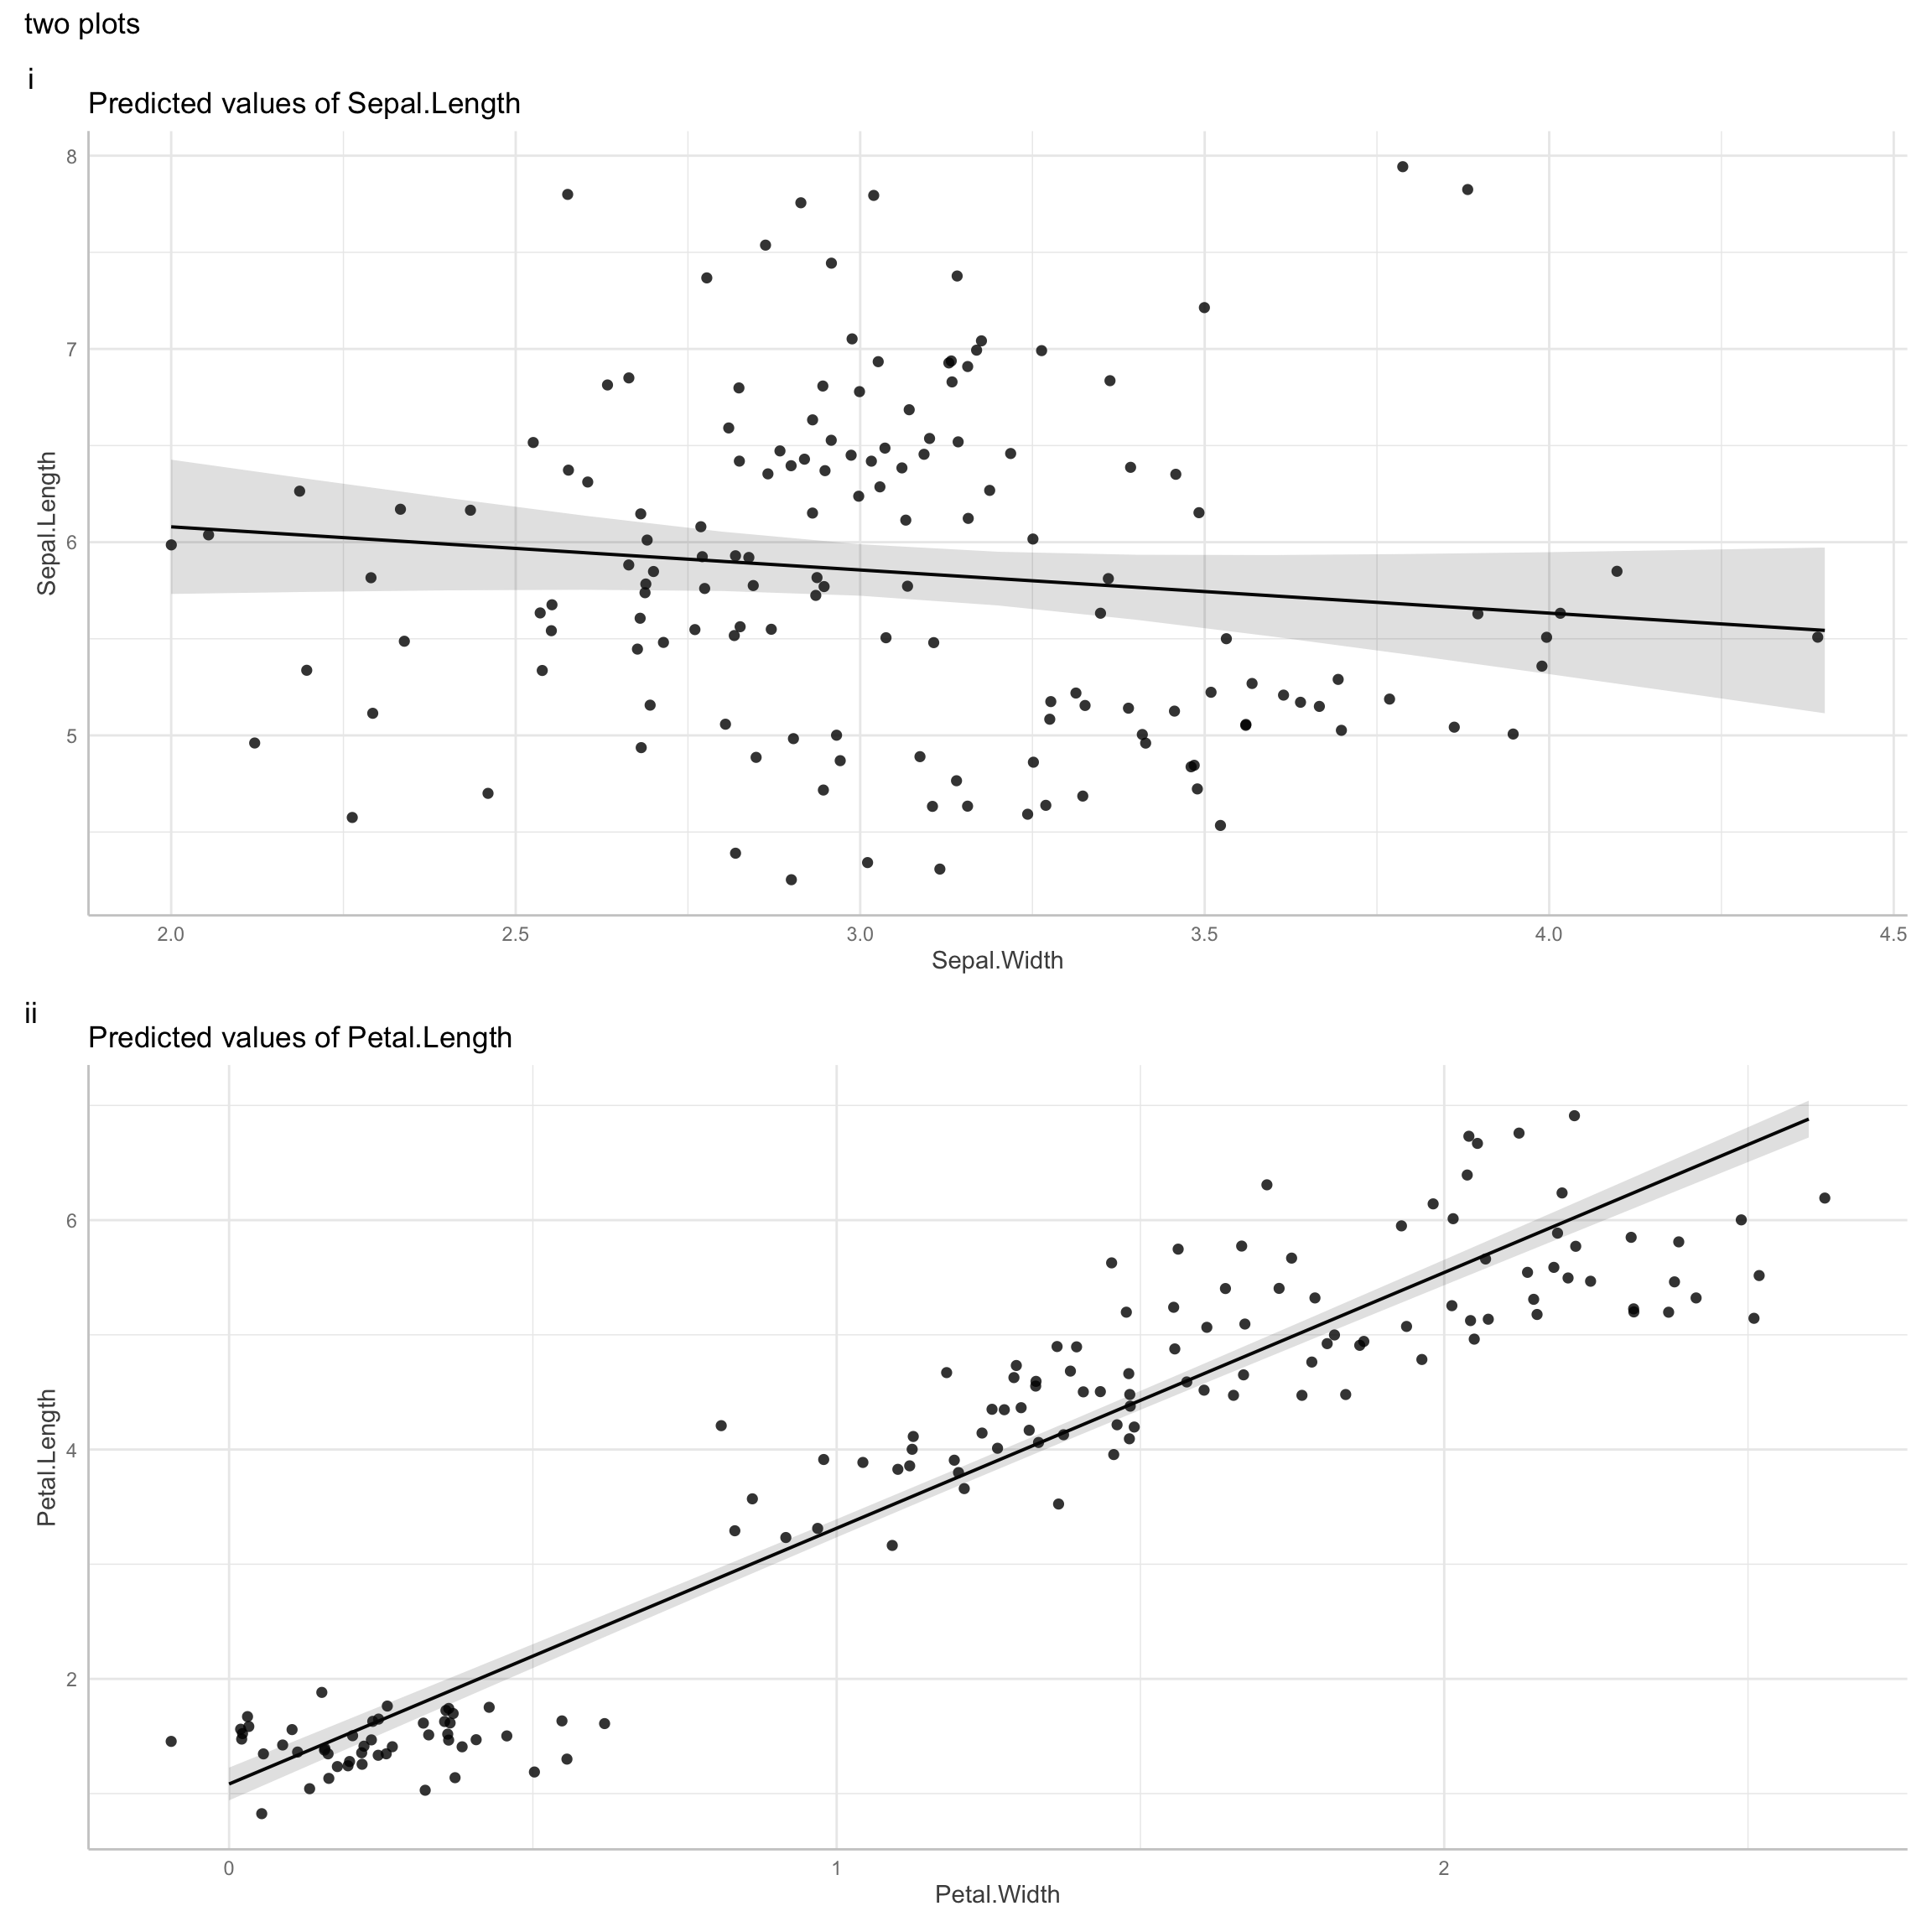 two plots
i
Predicted values of Sepal.Length
8
7
6
5
Sepal.Length
2.0 2.5 3.0 3.5 4.0 4.5
Sepal.Width
ii
Predicted values of Petal.Length
6
4
2
Petal.Length
0 1 2
Petal.Width